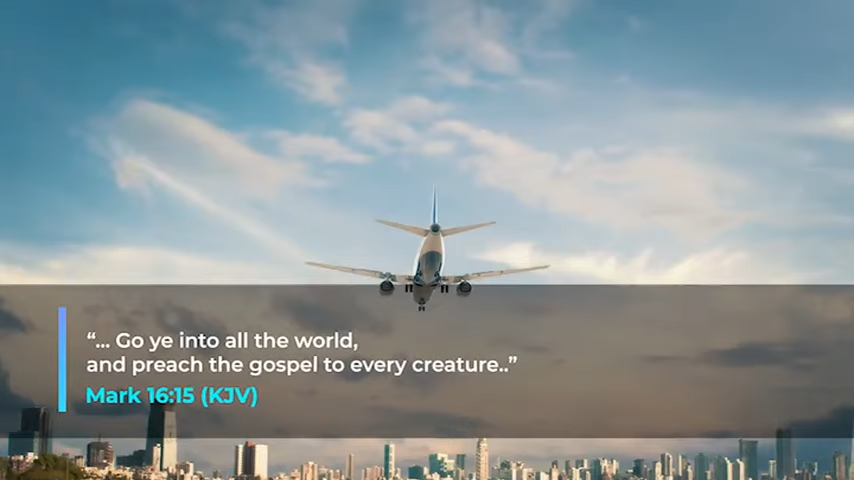 “... Go ye into all the world,
and preach the gospel to every creature..”
Mark 16:15 (KJV)